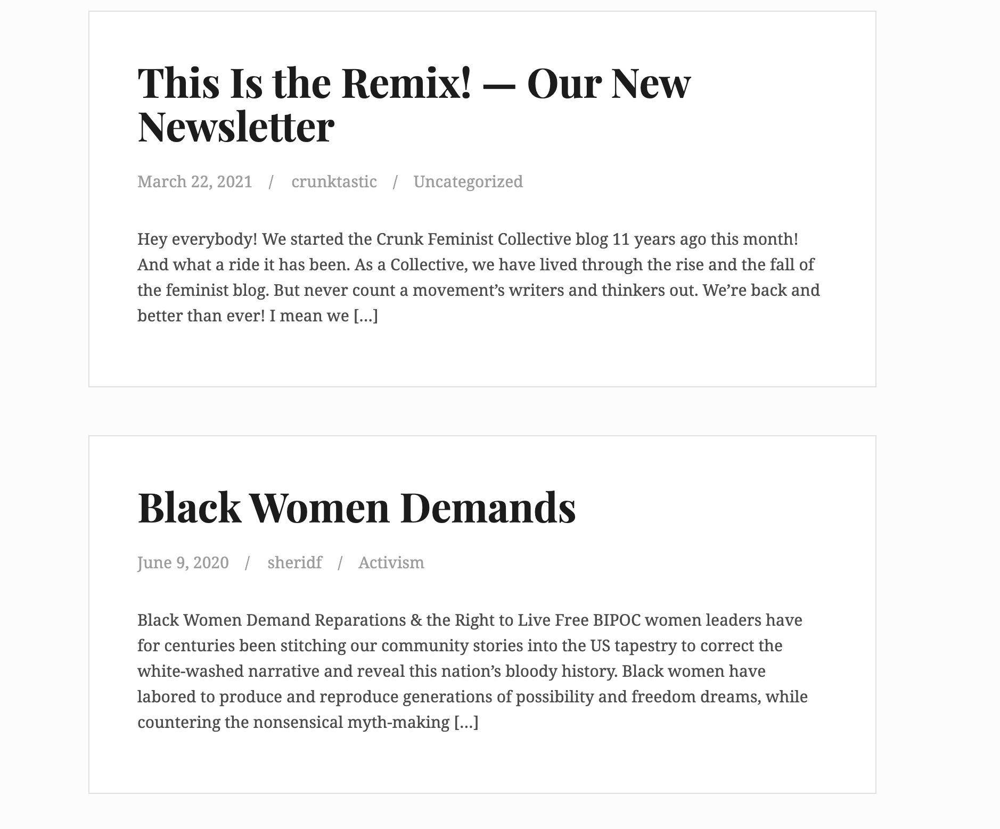 This Is the Remix! — Our New
Newsletter
March 22, 2021 / crunktastic / Uncategorized
Hey everybody! We started the Crunk Feminist Collective blog 11 years ago this month!
And what a ride it has been. As a Collective, we have lived through the rise and the fall of
the feminist blog. But never count a movement’s writers and thinkers out. We’re back and
better than ever! I mean we […]
Black Women Demands
June 9, 2020 / sheridf / Activism
Black Women Demand Reparations & the Right to Live Free BIPOC women leaders have
for centuries been stitching our community stories into the US tapestry to correct the
white-washed narrative and reveal this nation’s bloody history. Black women have
labored to produce and reproduce generations of possibility and freedom dreams, while
countering the nonsensical myth-making […]